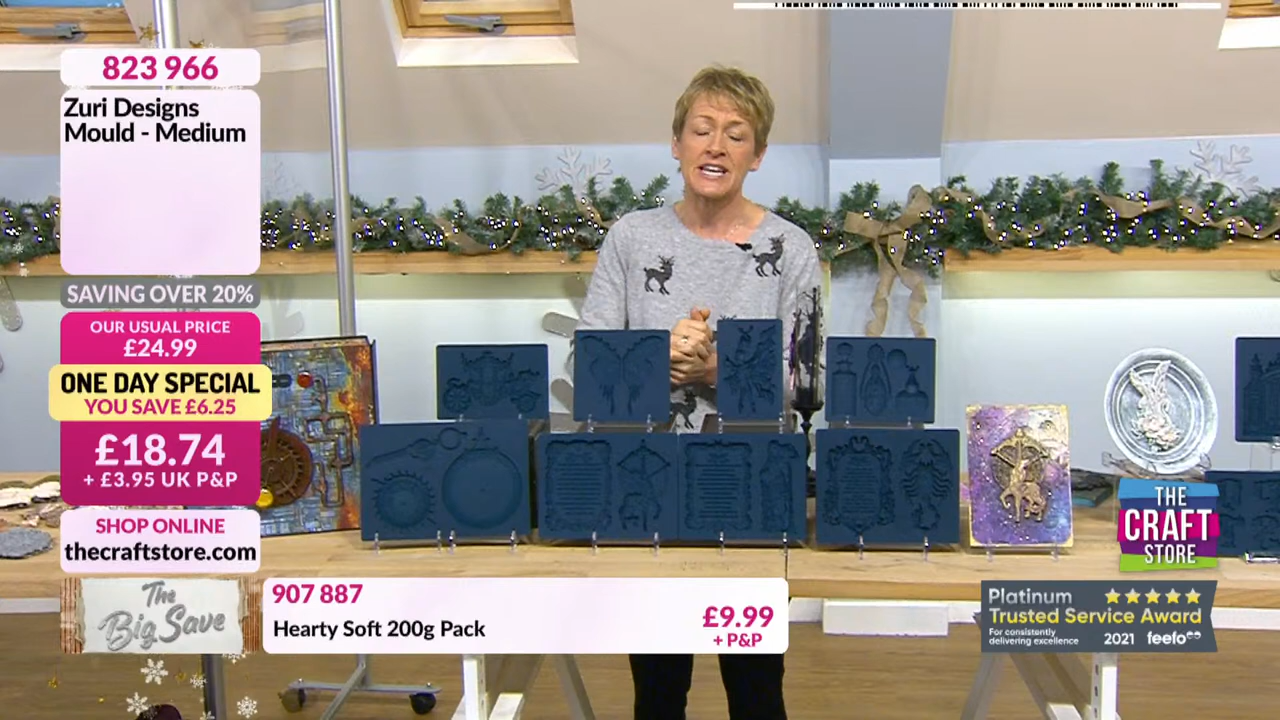 823 966
Zuri Designs
Mould - Medium
SAVING OVER 20%
OUR USUAL PRICE
£24.99
ONE DAY SPECIAL
YOU SAVE £6.25
£18.74
+ £3.95 UK P&P
SHOP ONLINE
thecraftstore.com
The
Big Save
907 887
Hearty Soft 200g Pack
£9.99
+ P&P
THE
CRAFT
STORE
Platinum
Trusted Service Award
For consistently
delivering excellence
2021 feefo